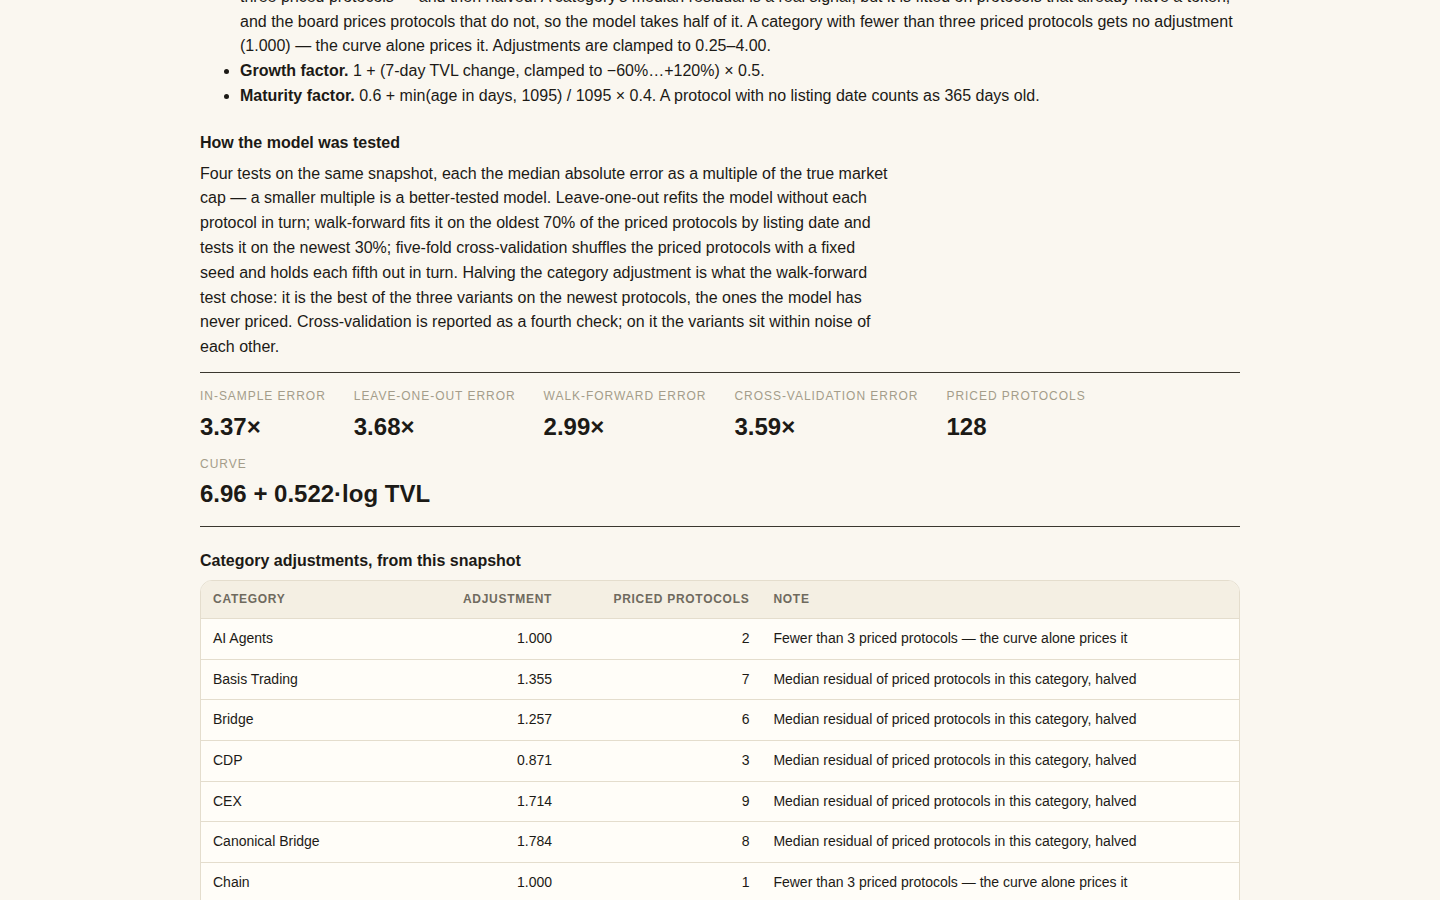 and the board prices protocols that do not, so the model takes half of it. A category with fewer than three priced protocols gets no adjustment
(1.000) — the curve alone prices it. Adjustments are clamped to 0.25–4.00.
• Growth factor. 1 + (7-day TVL change, clamped to −60%…+120%) × 0.5.
• Maturity factor. 0.6 + min(age in days, 1095) / 1095 × 0.4. A protocol with no listing date counts as 365 days old.
How the model was tested
Four tests on the same snapshot, each the median absolute error as a multiple of the true market
cap — a smaller multiple is a better-tested model. Leave-one-out refits the model without each
protocol in turn; walk-forward fits it on the oldest 70% of the priced protocols by listing date and
tests it on the newest 30%; five-fold cross-validation shuffles the priced protocols with a fixed
seed and holds each fifth out in turn. Halving the category adjustment is what the walk-forward
test chose: it is the best of the three variants on the newest protocols, the ones the model has
never priced. Cross-validation is reported as a fourth check; on it the variants sit within noise of
each other.
IN-SAMPLE ERROR LEAVE-ONE-OUT ERROR WALK-FORWARD ERROR CROSS-VALIDATION ERROR PRICED PROTOCOLS
3.37× 3.68× 2.99× 3.59× 128
CURVE
6.96 + 0.522·log TVL
Category adjustments, from this snapshot
CATEGORY ADJUSTMENT PRICED PROTOCOLS NOTE
AI Agents 1.000 2 Fewer than 3 priced protocols — the curve alone prices it
Basis Trading 1.355 7 Median residual of priced protocols in this category, halved
Bridge 1.257 6 Median residual of priced protocols in this category, halved
CDP 0.871 3 Median residual of priced protocols in this category, halved
CEX 1.714 9 Median residual of priced protocols in this category, halved
Canonical Bridge 1.784 8 Median residual of priced protocols in this category, halved
Chain 1.000 1 Fewer than 3 priced protocols — the curve alone prices it